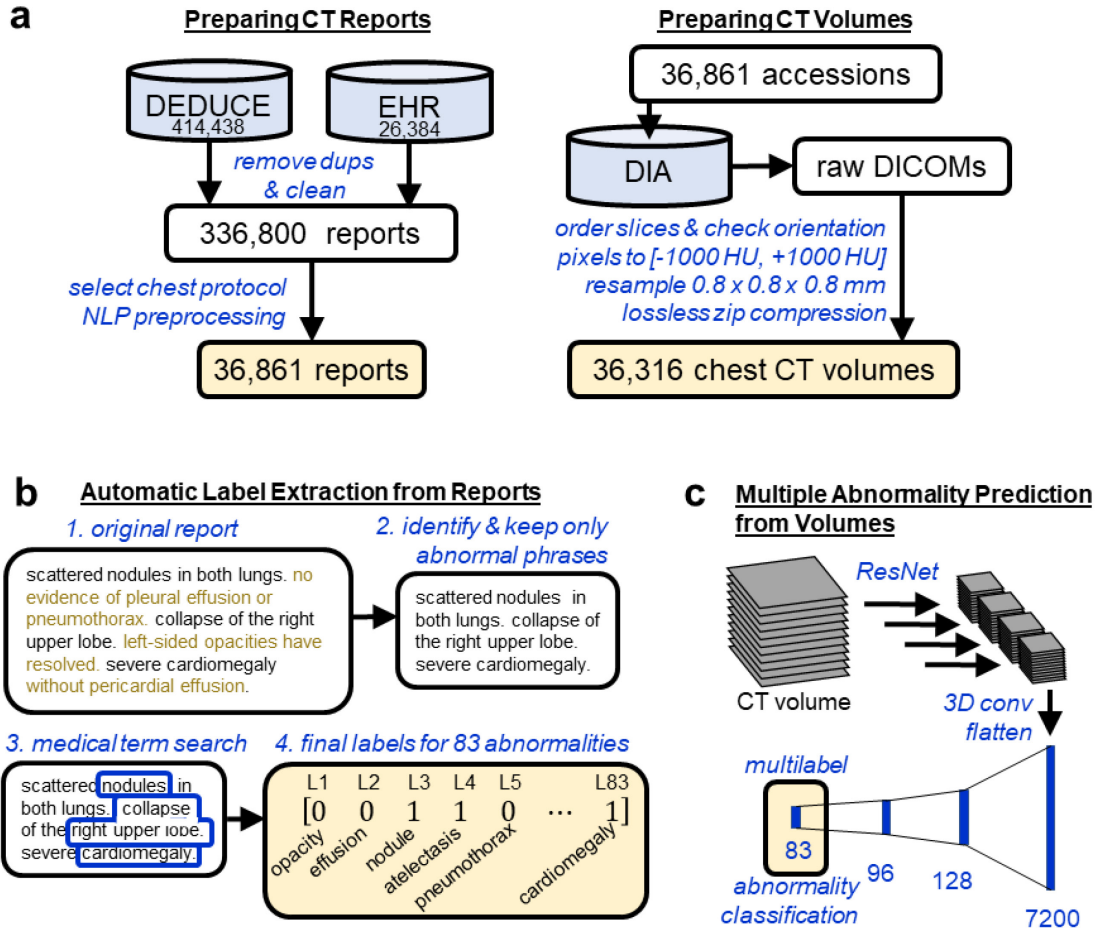 a
Preparing CT Reports
DEDUCE
414,438
EHR
26,384
remove dups
& clean
336,800 reports
select chest protocol
NLP preprocessing
36,861 reports
Preparing CT Volumes
36,861 accessions
DIA
raw DICOMs
order slices & check orientation
pixels to [-1000 HU, +1000 HU]
resample 0.8 x 0.8 x 0.8 mm
lossless zip compression
36,316 chest CT volumes
b
Automatic Label Extraction from Reports
1. original report
scattered nodules in both lungs. no
evidence of pleural effusion or
pneumothorax. collapse of the right
upper lobe. left-sided opacities have
resolved. severe cardiomegaly
without pericardial effusion.
2. identify & keep only
abnormal phrases
scattered nodules in
both lungs. collapse of
the right upper lobe.
severe cardiomegaly.
3. medical term search
scattered nodules in
both lungs. collapse
of the right upper lobe.
severe cardiomegaly.
4. final labels for 83 abnormalities
L1 L2 L3 L4 L5 L83
[0 0 1 1 0 ... 1]
opacity
effusion
nodule
atelectasis
pneumothorax
cardiomegaly
c
Multiple Abnormality Prediction
from Volumes
ResNet
CT volume
3D conv
flatten
multilabel
83
96
128
7200
abnormality
classification